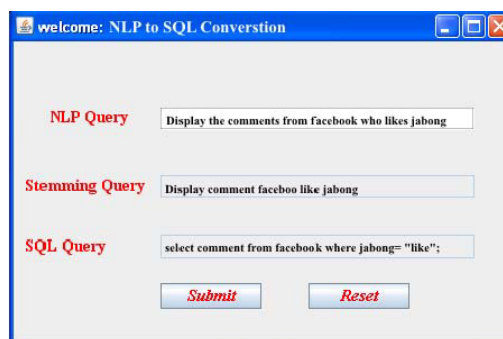 welcome: NLP to SQL Converstion
NLP Query Display the comments from facebook who likes jabong
Stemming Query Display comment faceboo like jabong
SQL Query select comment from facebook where jabong= "like";
Submit Reset